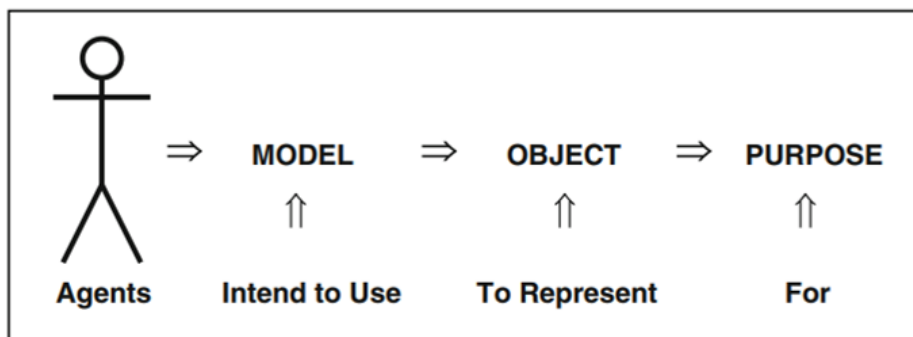 MODEL OBJECT PURPOSE
Agents Intend to Use To Represent For